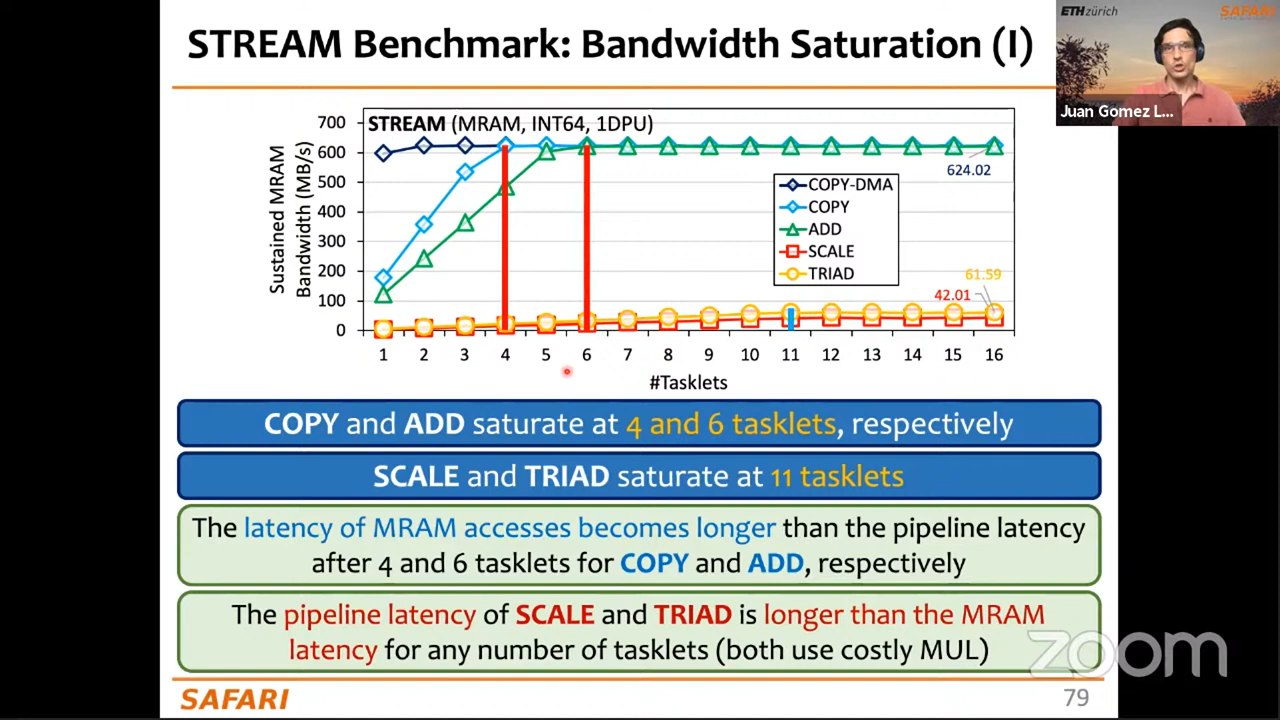 STREAM Benchmark: Bandwidth Saturation (I)
ETH zürich
SAFARI
Juan Gomez L...
STREAM (MRAM, INT64, 1DPU)
Sustained MRAM
Bandwidth (MB/s)
700
600
500
400
300
200
100
0
COPY-DMA
COPY
ADD
SCALE
TRIAD
624.02
61.59
42.01
1 2 3 4 5 6 7 8 9 10 11 12 13 14 15 16
#Tasklets
COPY and ADD saturate at 4 and 6 tasklets, respectively
SCALE and TRIAD saturate at 11 tasklets
The latency of MRAM accesses becomes longer than the pipeline latency
after 4 and 6 tasklets for COPY and ADD, respectively
The pipeline latency of SCALE and TRIAD is longer than the MRAM
latency for any number of tasklets (both use costly MUL)
zoom
SAFARI
79